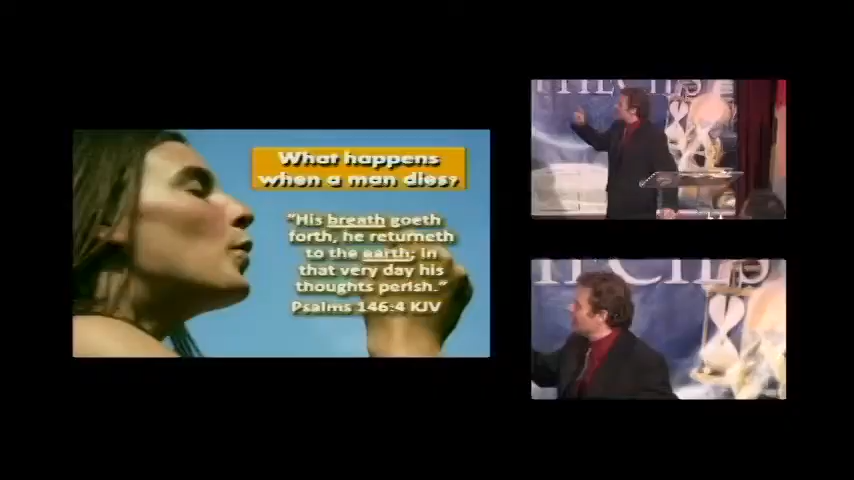 What happens
when a man dies?
"His breath goeth
forth, he returneth
to the earth; in
that very day his
thoughts perish."
Psalms 146:4 KJV